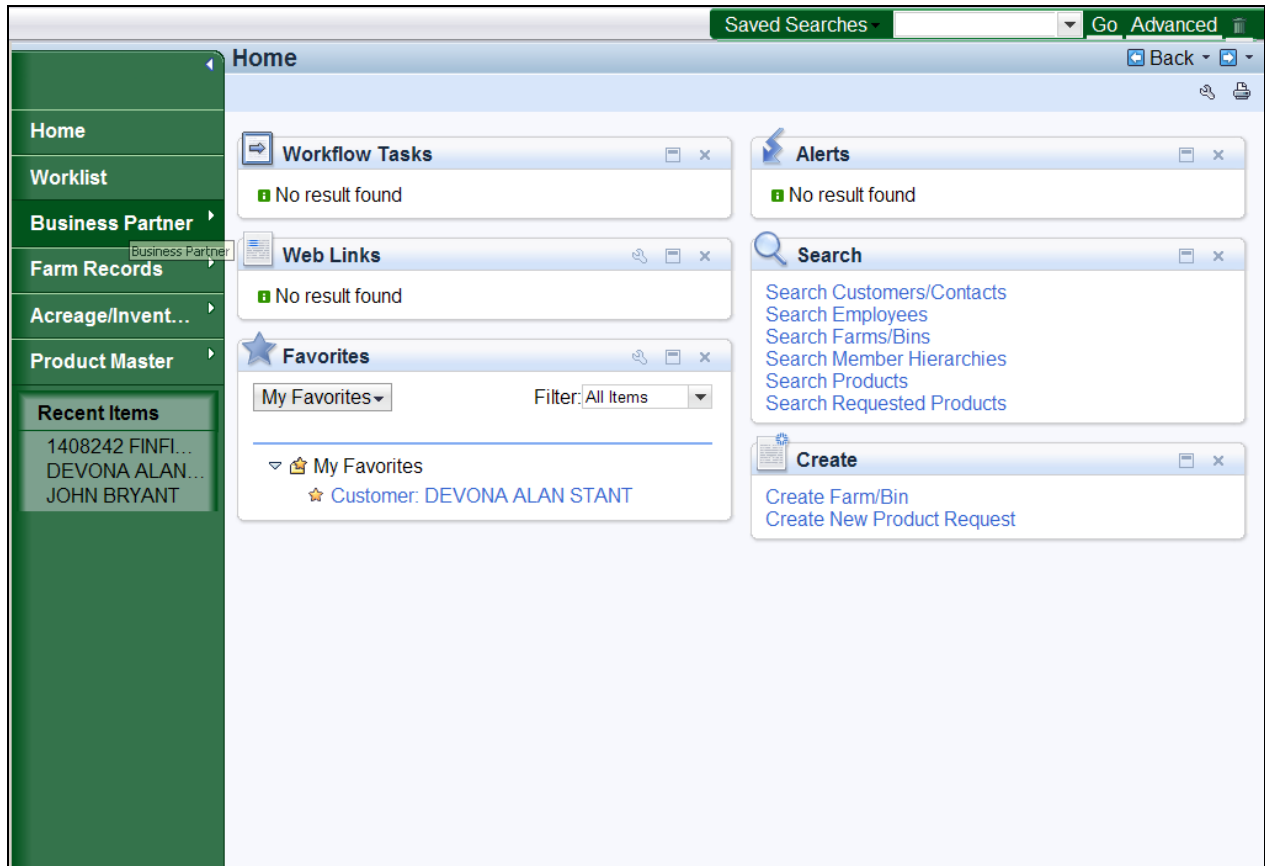 Saved Searches Go Advanced
Home Back
Home
Worklist
Business Partner
Business Partner
Farm Records
Acreage/Invent...
Product Master
Recent Items
1408242 FINFI...
DEVONA ALAN...
JOHN BRYANT
Workflow Tasks
No result found
Web Links
No result found
Favorites
My Favorites Filter: All Items
My Favorites
Customer: DEVONA ALAN STANT
Alerts
No result found
Search
Search Customers/Contacts
Search Employees
Search Farms/Bins
Search Member Hierarchies
Search Products
Search Requested Products
Create
Create Farm/Bin
Create New Product Request